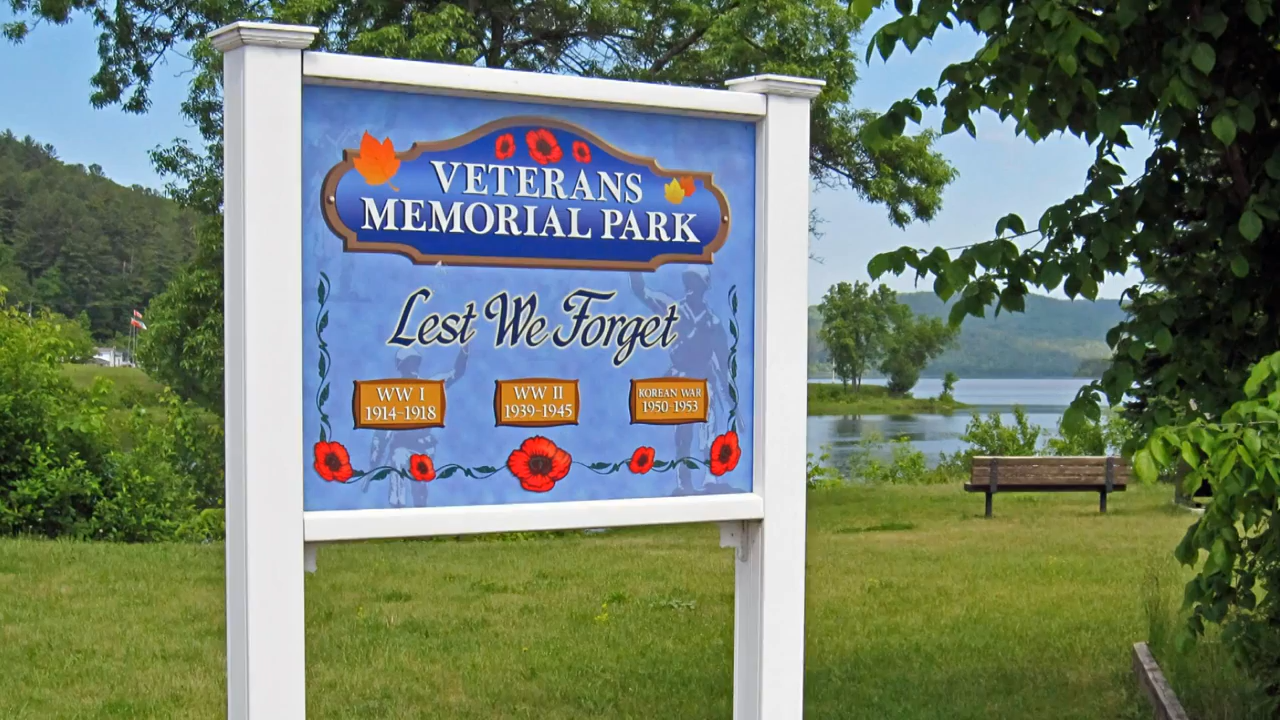 VETERANS
MEMORIAL PARK
Lest We Forget
WW I
1914-1918
WW II
1939-1945
KOREAN WAR
1950-1953